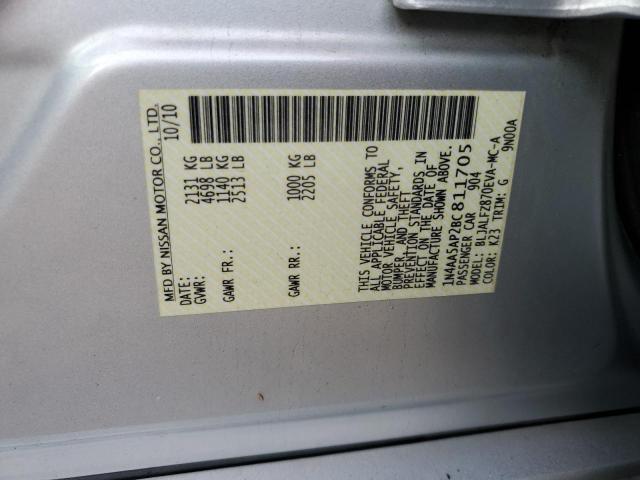 MFD BY NISSAN MOTOR CO., LTD.
DATE: 10/10
GVWR: 2131 KG
4698 LB
GAWR FR.: 1140 KG
2513 LB
GAWR RR.: 1000 KG
2205 LB
THIS VEHICLE CONFORMS TO
ALL APPLICABLE FEDERAL
MOTOR VEHICLE SAFETY,
BUMPER, AND THEFT
PREVENTION STANDARDS IN
EFFECT ON THE DATE OF
MANUFACTURE SHOWN ABOVE.
1N4AA5AP2BC811705
PASSENGER CAR 904
MODEL: BLJALF2870EVA-MC-A
COLOR: K23 TRIM: G 9N00A